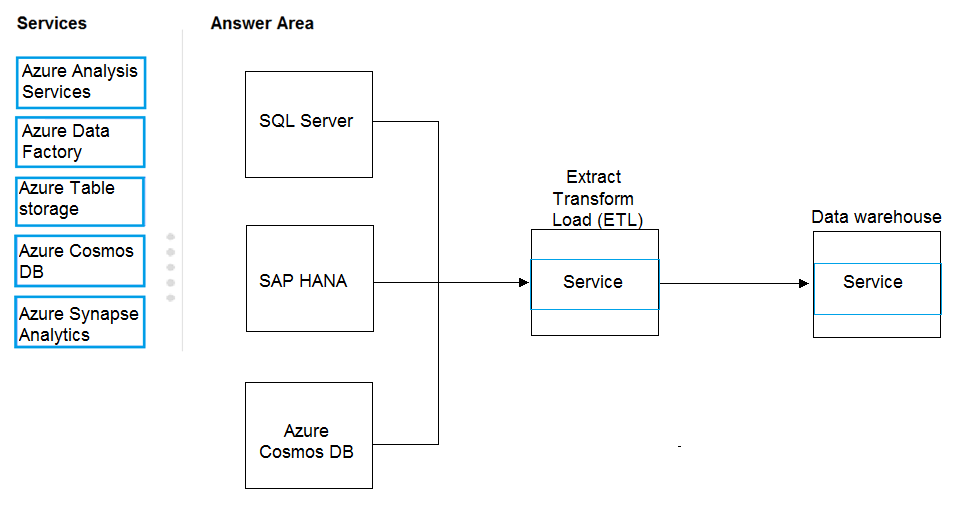 Services
Answer Area
Azure Analysis
Services
Azure Data
Factory
Azure Table
storage
Azure Cosmos
DB
Azure Synapse
Analytics
SQL Server
SAP HANA
Azure
Cosmos DB
Extract
Transform
Load (ETL)
Service
Data warehouse
Service